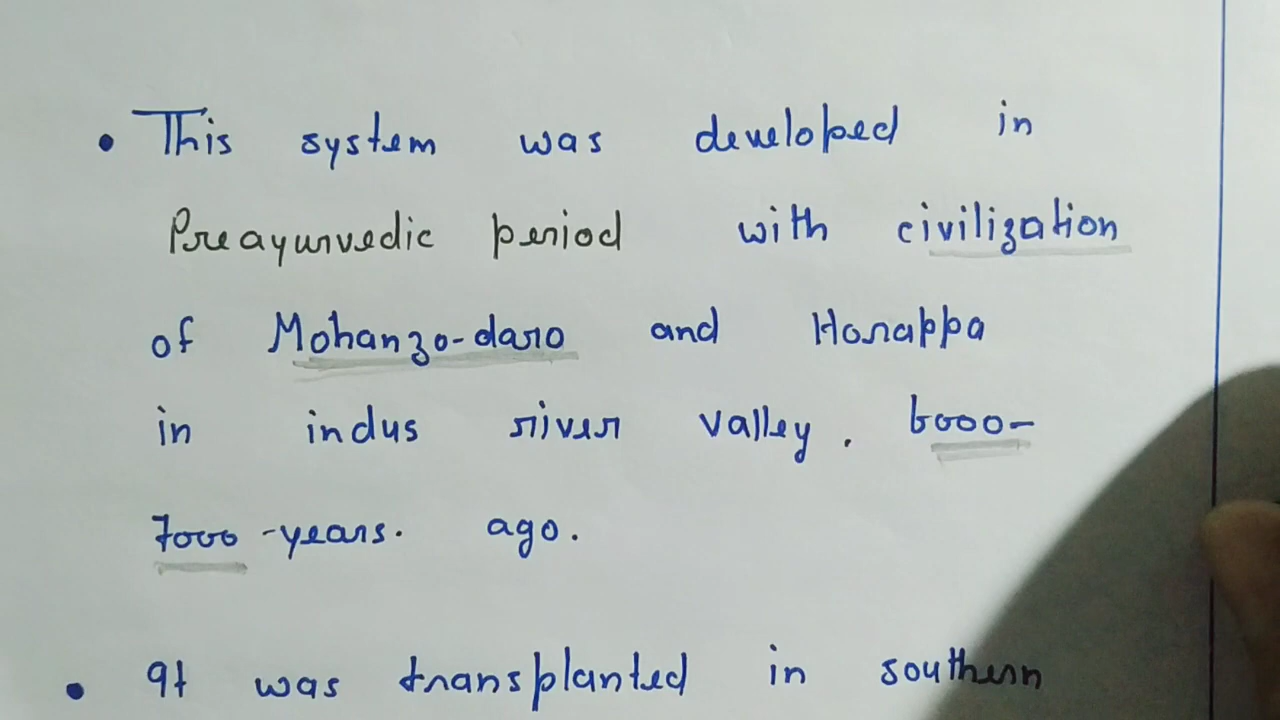 • This system was developed in
Preayurvedic period with civilization
of Mohanzo-daro and Harappa
in indus river valley. 6000-
7000 -years. ago.
• It was transplanted in southern